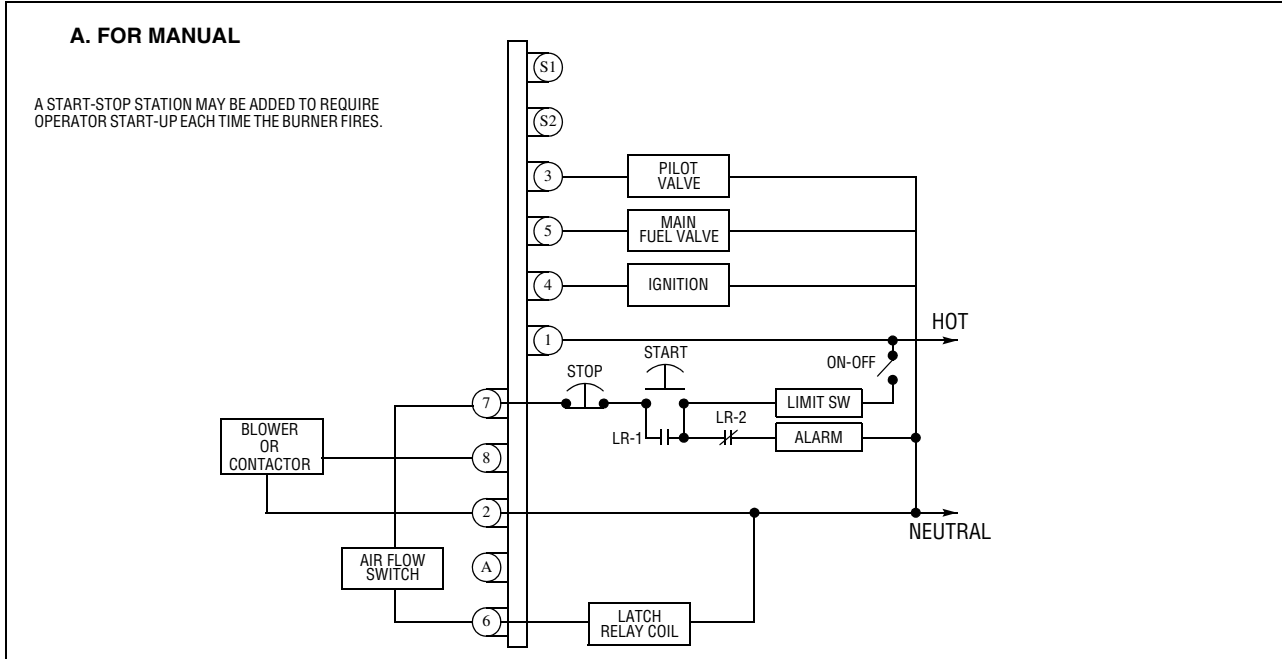 A. FOR MANUAL
A START-STOP STATION MAY BE ADDED TO REQUIRE
OPERATOR START-UP EACH TIME THE BURNER FIRES.
S1
S2
3
PILOT
VALVE
5
MAIN
FUEL VALVE
4
IGNITION
1
HOT
ON-OFF
START
STOP
7
LIMIT SW
LR-1
LR-2
ALARM
BLOWER
OR
CONTACTOR
8
2
NEUTRAL
AIR FLOW
SWITCH
A
6
LATCH
RELAY COIL